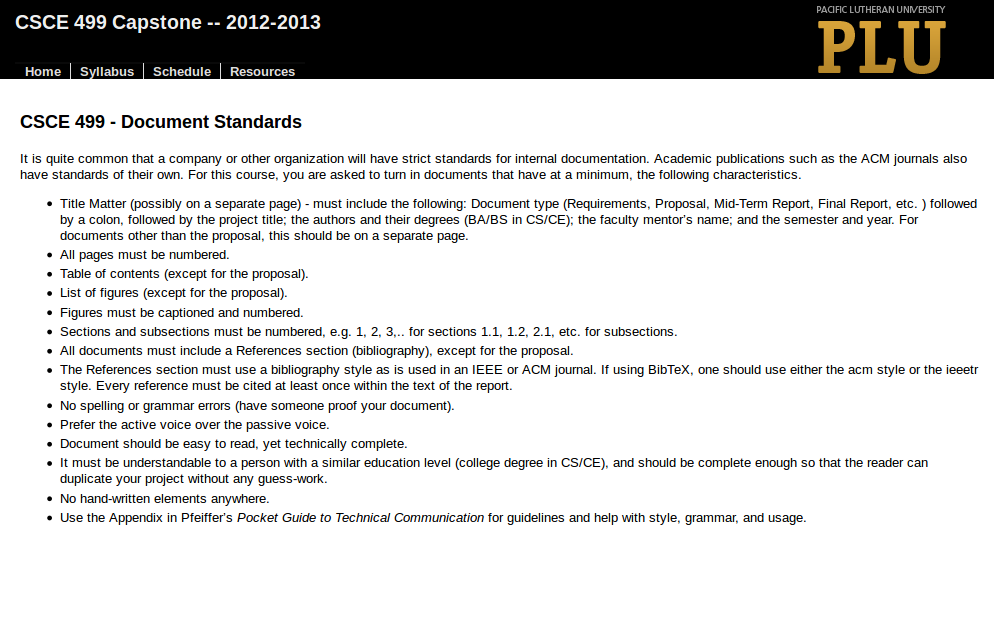 CSCE 499 Capstone -- 2012-2013
PACIFIC LUTHERAN UNIVERSITY
PLU
Home
Syllabus
Schedule
Resources
CSCE 499 - Document Standards
It is quite common that a company or other organization will have strict standards for internal documentation. Academic publications such as the ACM journals also
have standards of their own. For this course, you are asked to turn in documents that have at a minimum, the following characteristics.
• Title Matter (possibly on a separate page) - must include the following: Document type (Requirements, Proposal, Mid-Term Report, Final Report, etc. ) followed
by a colon, followed by the project title; the authors and their degrees (BA/BS in CS/CE); the faculty mentor's name; and the semester and year. For
documents other than the proposal, this should be on a separate page.
• All pages must be numbered.
• Table of contents (except for the proposal).
• List of figures (except for the proposal).
• Figures must be captioned and numbered.
• Sections and subsections must be numbered, e.g. 1, 2, 3,.. for sections 1.1, 1.2, 2.1, etc. for subsections.
• All documents must include a References section (bibliography), except for the proposal.
• The References section must use a bibliography style as is used in an IEEE or ACM journal. If using BibTeX, one should use either the acm style or the ieeetr
style. Every reference must be cited at least once within the text of the report.
• No spelling or grammar errors (have someone proof your document).
• Prefer the active voice over the passive voice.
• Document should be easy to read, yet technically complete.
• It must be understandable to a person with a similar education level (college degree in CS/CE), and should be complete enough so that the reader can
duplicate your project without any guess-work.
• No hand-written elements anywhere.
• Use the Appendix in Pfeiffer's Pocket Guide to Technical Communication for guidelines and help with style, grammar, and usage.